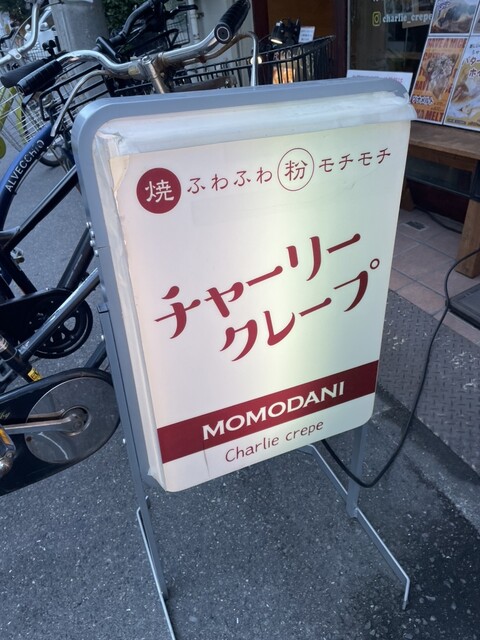 charlie_crepe
焼 ふわふわ 粉 モチモチ
チャーリー
クレープ
MOMODANI
Charlie crepe
ALVECCHIO